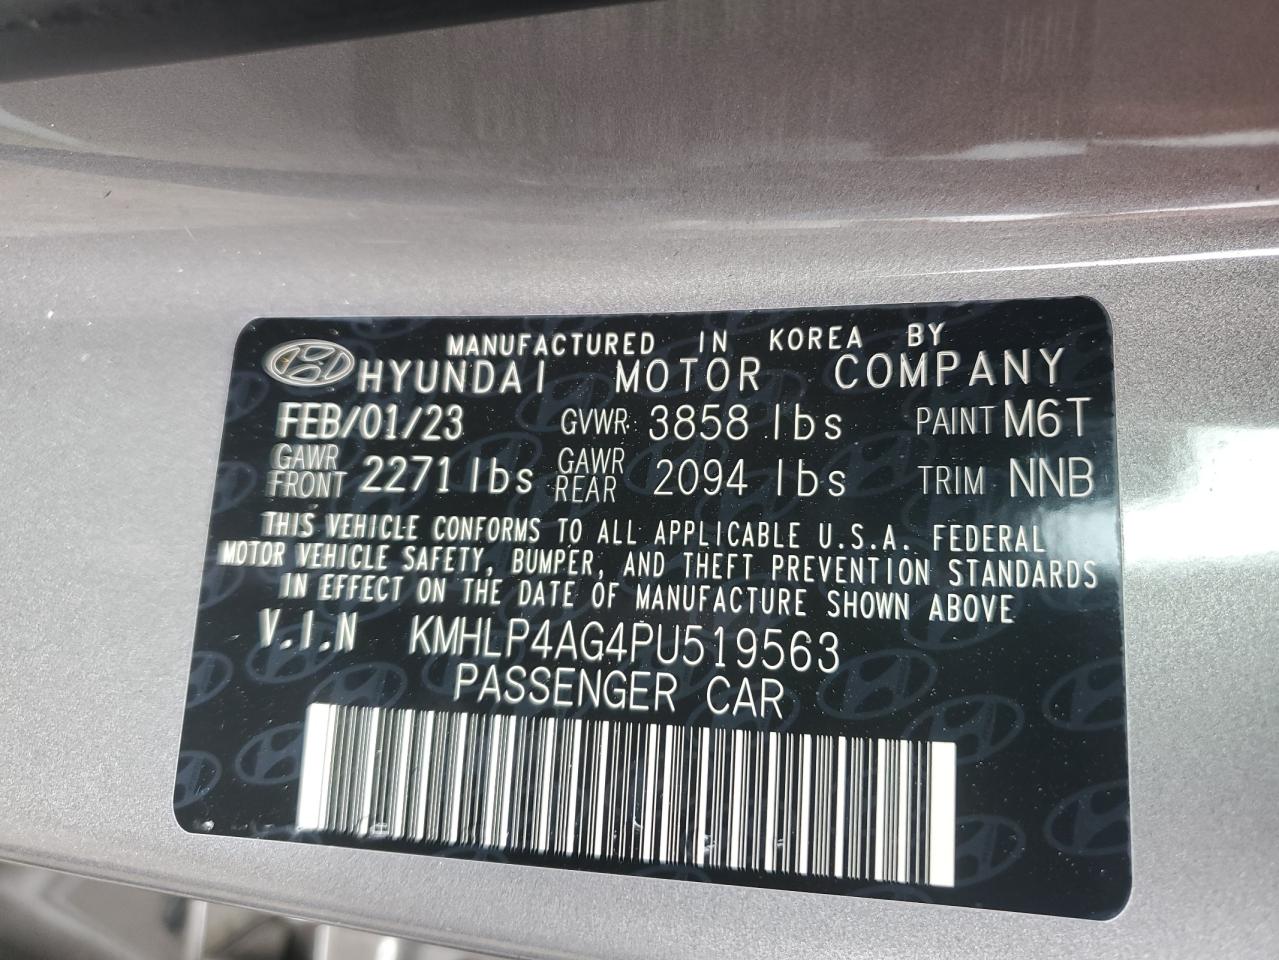 MANUFACTURED IN KOREA BY
HYUNDAI MOTOR COMPANY
FEB/01/23 GVWR: 3858 lbs PAINT M6T
GAWR FRONT 2271 lbs GAWR REAR 2094 lbs TRIM NNB
THIS VEHICLE CONFORMS TO ALL APPLICABLE U.S.A. FEDERAL
MOTOR VEHICLE SAFETY, BUMPER, AND THEFT PREVENTION STANDARDS
IN EFFECT ON THE DATE OF MANUFACTURE SHOWN ABOVE
V.I.N KMHLP4AG4PU519563
PASSENGER CAR